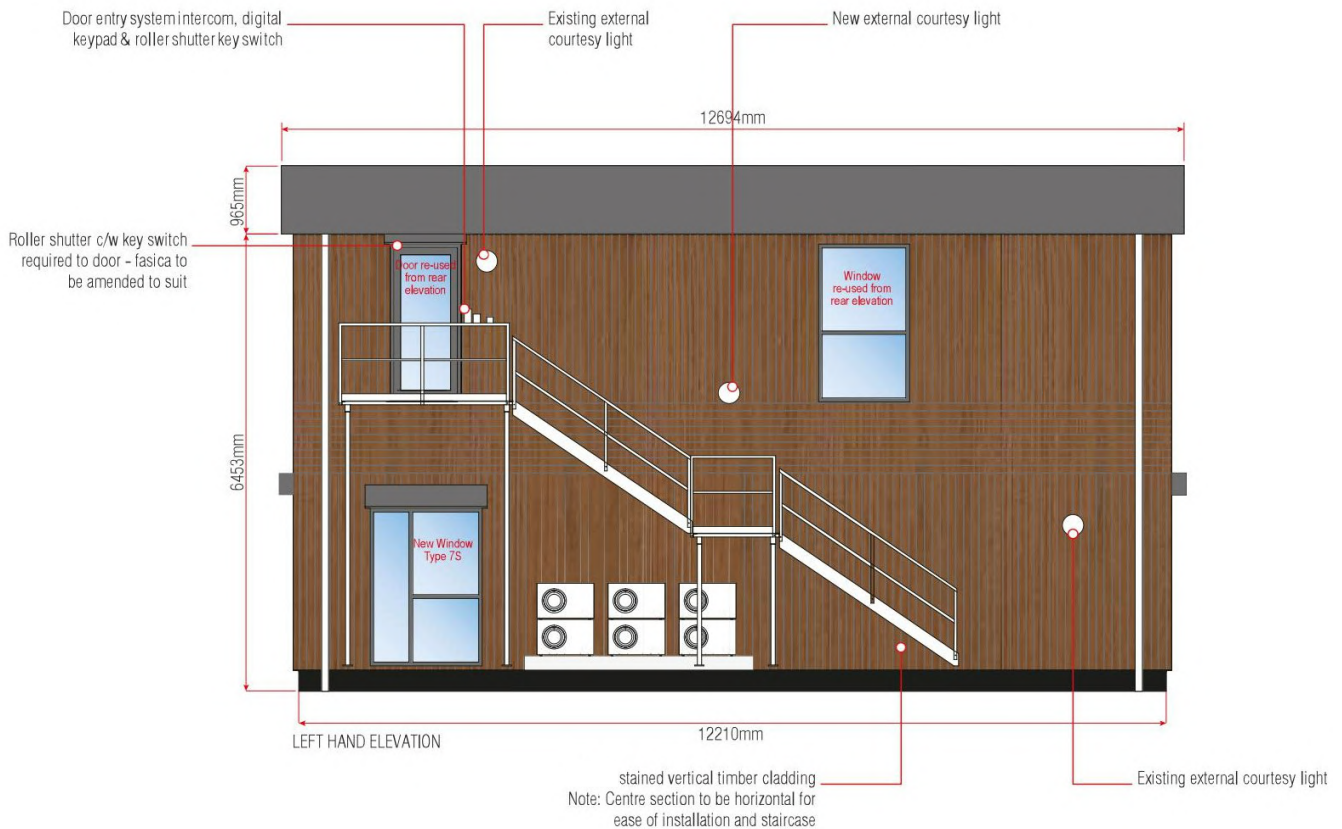 Door entry system intercom, digital
keypad & roller shutter key switch
Existing external
courtesy light
New external courtesy light
12694mm
965mm
Roller shutter c/w key switch
required to door - fasica to
be amended to suit
Door re-used
from rear
elevation
Window
re-used from
rear elevation
6453mm
New Window
Type 7S
LEFT HAND ELEVATION
12210mm
stained vertical timber cladding
Note: Centre section to be horizontal for
ease of installation and staircase
Existing external courtesy light